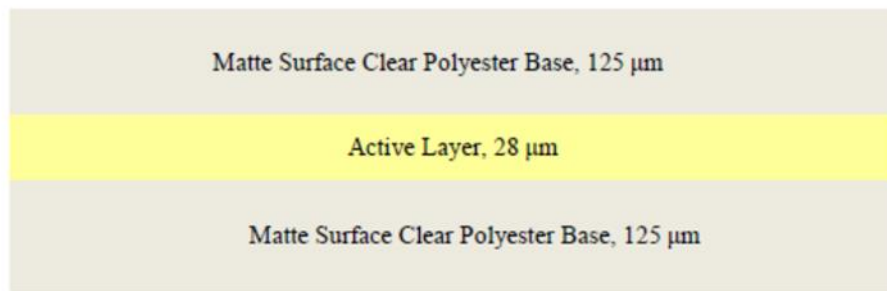 Matte Surface Clear Polyester Base, 125 μm
Active Layer, 28 μm
Matte Surface Clear Polyester Base, 125 μm